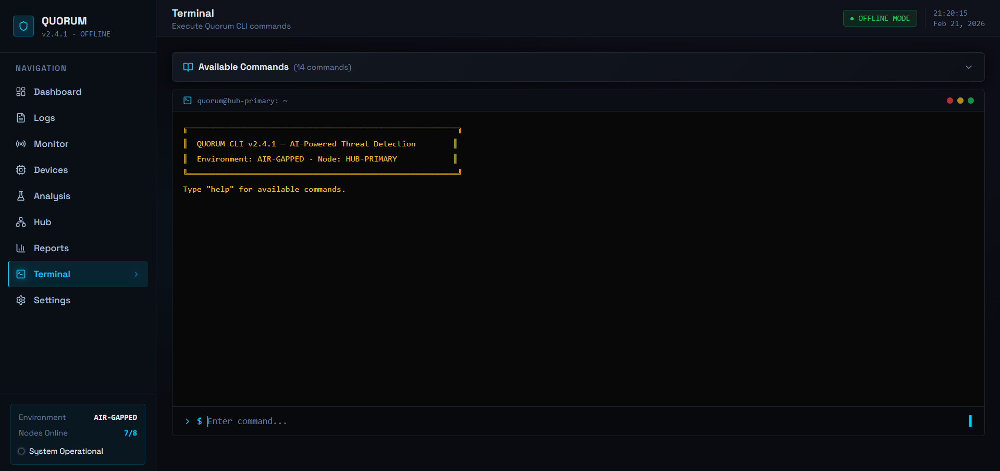 QUORUM
v2.4.1 · OFFLINE
NAVIGATION
Dashboard
Logs
Monitor
Devices
Analysis
Hub
Reports
Terminal
Settings
Environment AIR-GAPPED
Nodes Online 7/8
System Operational
Terminal
Execute Quorum CLI commands
● OFFLINE MODE
21:20:15
Feb 21, 2026
Available Commands (14 commands)
quorum@hub-primary: ~
QUORUM CLI v2.4.1 — AI-Powered Threat Detection
Environment: AIR-GAPPED · Node: HUB-PRIMARY
Type "help" for available commands.
$ Enter command...